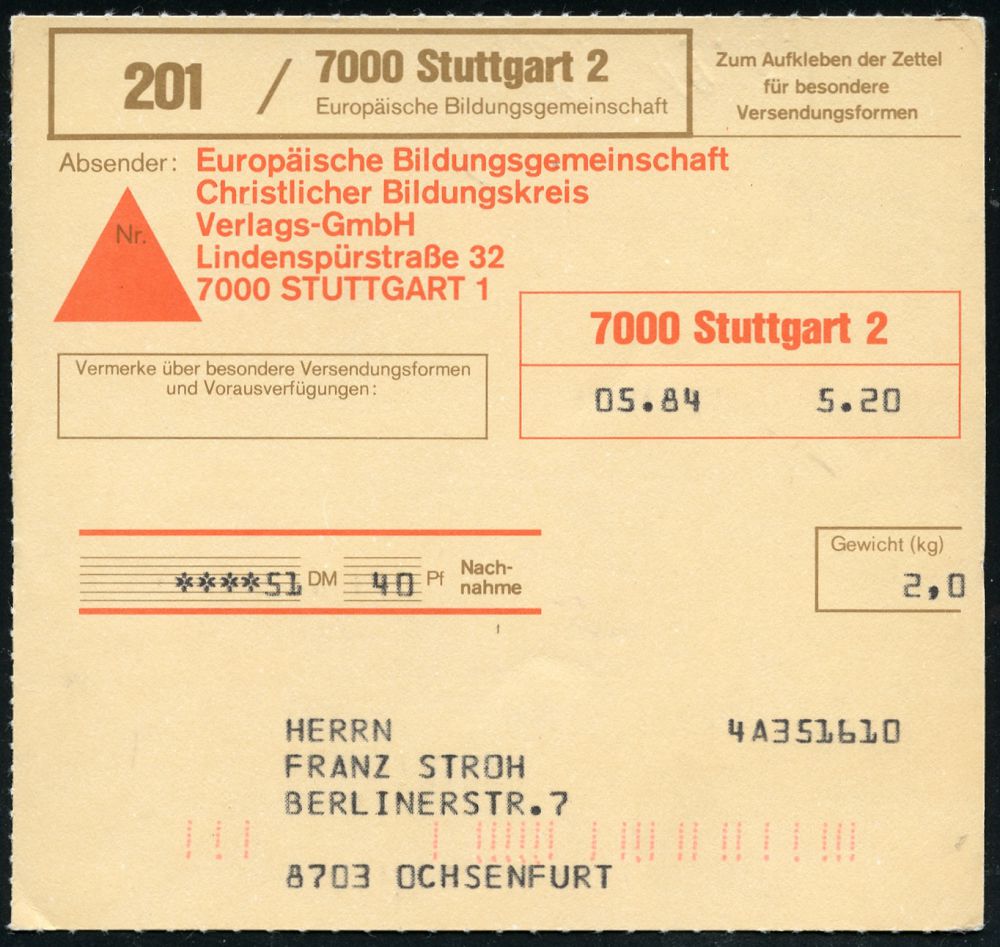 201 / 7000 Stuttgart 2
Europäische Bildungsgemeinschaft
Zum Aufkleben der Zettel
für besondere
Versendungsformen
Absender: Europäische Bildungsgemeinschaft
Christlicher Bildungskreis
Verlags-GmbH
Lindenspürstraße 32
7000 STUTTGART 1
Nr.
7000 Stuttgart 2
05.84 5.20
Vermerke über besondere Versendungsformen
und Vorausverfügungen:
****51 DM 40 Pf Nach-
nahme
Gewicht (kg)
2,0
HERRN 4A351610
FRANZ STROH
BERLINERSTR.7
8703 OCHSENFURT